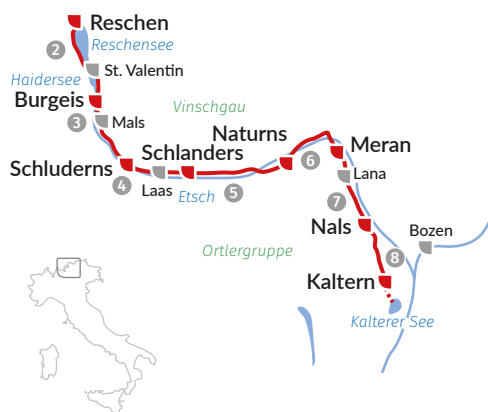 Reschen
2
Reschensee
St. Valentin
Haidersee
Burgeis
Vinschgau
3
Mals
Naturns
Schlanders
6
Meran
Schluderns
4
Laas
Etsch
5
Lana
7
Nals
Bozen
Ortlergruppe
8
Kaltern
Kalterer See